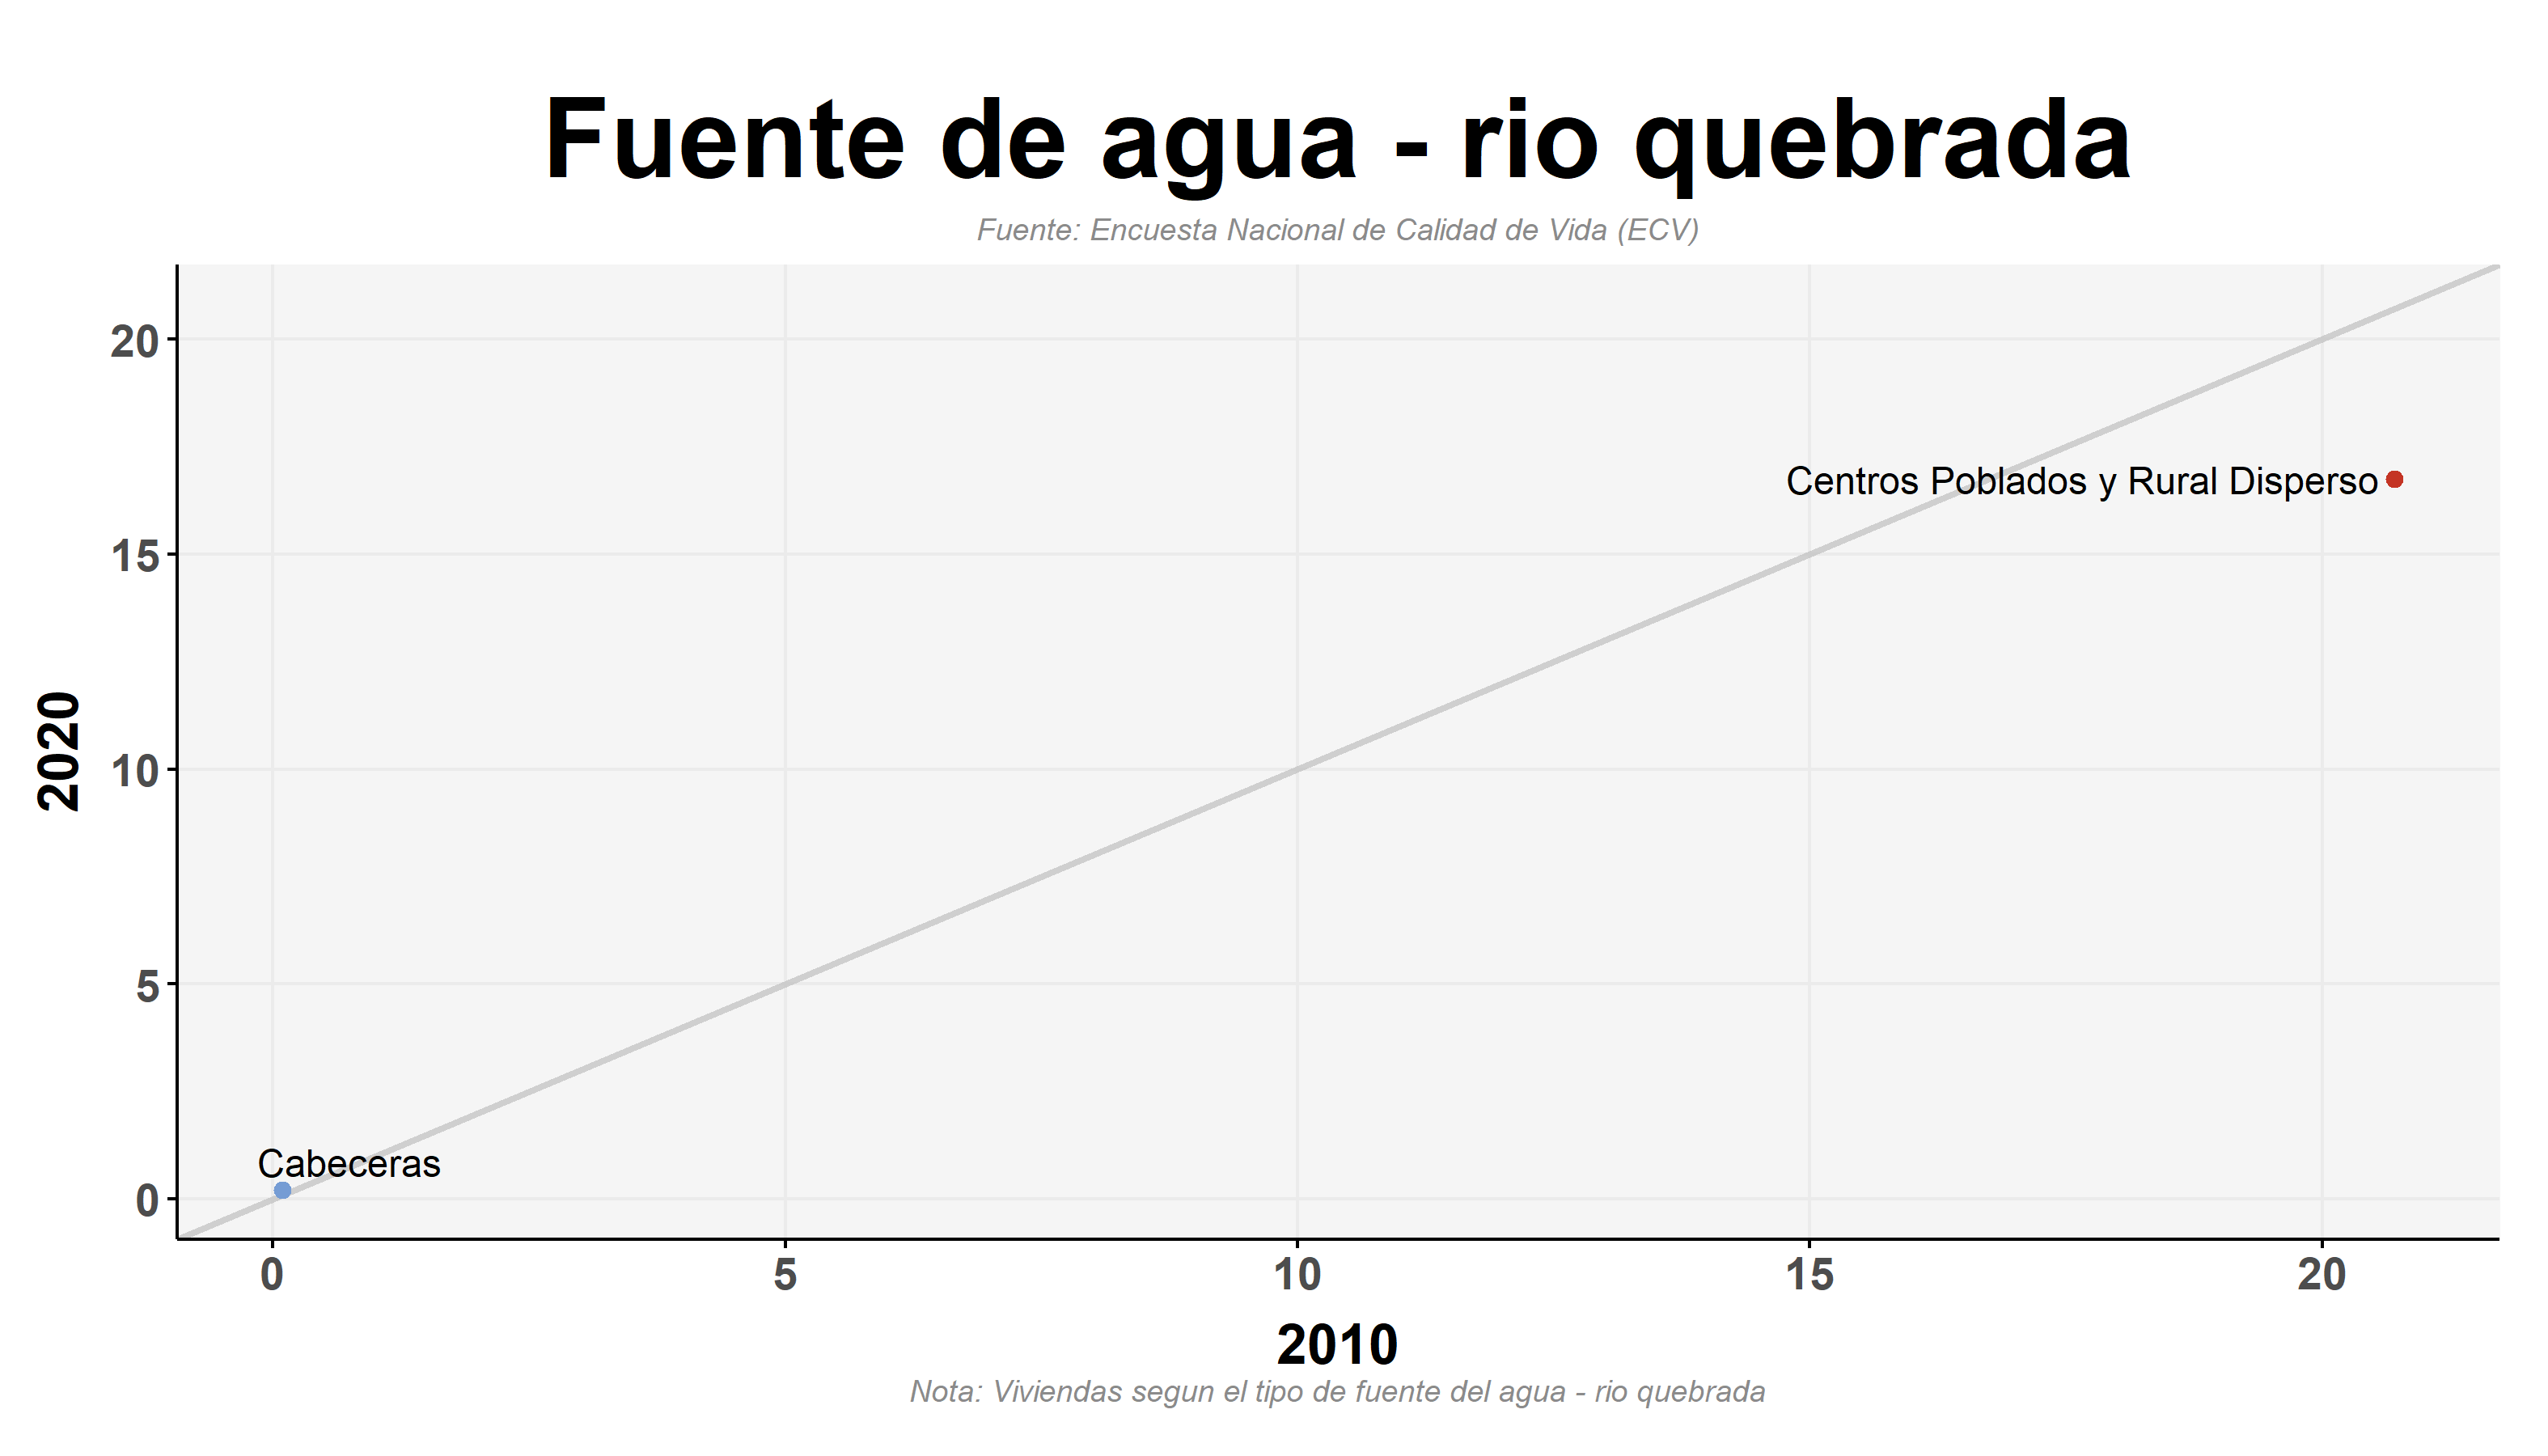 Fuente de agua - rio quebrada
Fuente: Encuesta Nacional de Calidad de Vida (ECV)
20
15
10
5
0
2020
Centros Poblados y Rural Disperso
Cabeceras
0 5 10 15 20
2010
Nota: Viviendas segun el tipo de fuente del agua - rio quebrada